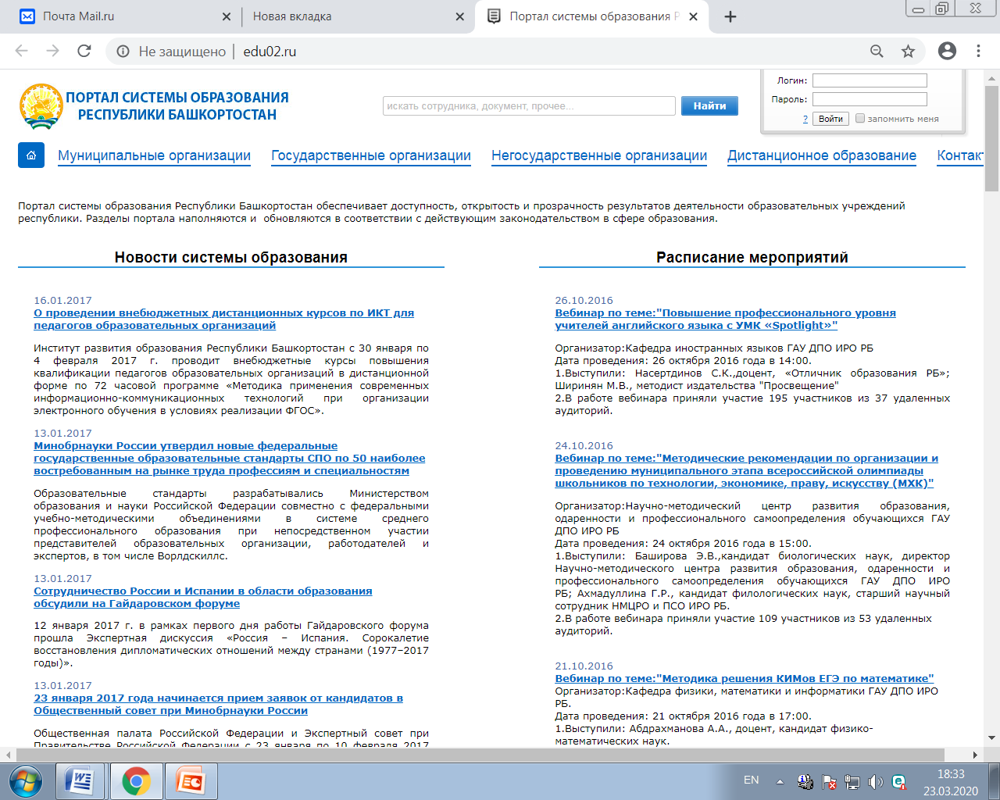 Почта Mail.ru
Новая вкладка
Портал системы образования Р
Не защищено
edu02.ru
ПОРТАЛ СИСТЕМЫ ОБРАЗОВАНИЯ
РЕСПУБЛИКИ БАШКОРТОСТАН
искать сотрудника, документ, прочее...
Найти
Логин:
Пароль:
?
Войти
запомнить меня
Муниципальные организации
Государственные организации
Негосударственные организации
Дистанционное образование
Контак
Портал системы образования Республики Башкортостан обеспечивает доступность, открытость и прозрачность результатов деятельности образовательных учреждений
республики. Разделы портала наполняются и  обновляются в соответствии с действующим законодательством в сфере образования.
Новости системы образования
16.01.2017
О проведении внебюджетных дистанционных курсов по ИКТ для
педагогов образовательных организаций
Институт развития образования Республики Башкортостан с 30 января по
4 февраля 2017 г. проводит внебюджетные курсы повышения
квалификации педагогов образовательных организаций в дистанционной
форме по 72 часовой программе «Методика применения современных
информационно-коммуникационных технологий при организации
электронного обучения в условиях реализации ФГОС».
13.01.2017
Минобрнауки России утвердил новые федеральные
государственные образовательные стандарты СПО по 50 наиболее
востребованным на рынке труда профессиям и специальностям
Образовательные стандарты разрабатывались Министерством
образования и науки Российской Федерации совместно с федеральными
учебно-методическими объединениями в системе среднего
профессионального образования при непосредственном участии
представителей образовательных организации, работодателей и
экспертов, в том числе Ворлдскиллс.
13.01.2017
Сотрудничество России и Испании в области образования
обсудили на Гайдаровском форуме
12 января 2017 г. в рамках первого дня работы Гайдаровского форума
прошла Экспертная дискуссия «Россия – Испания. Сорокалетие
восстановления дипломатических отношений между странами (1977–2017
годы)».
13.01.2017
23 января 2017 года начинается прием заявок от кандидатов в
Общественный совет при Минобрнауки России
Общественная палата Российской Федерации и Экспертный совет при
Правительстве Российской Федерации с 23 января по 10 февраля 2017
Расписание мероприятий
26.10.2016
Вебинар по теме:"Повышение профессионального уровня
учителей английского языка с УМК «Spotlight»"
Организатор:Кафедра иностранных языков ГАУ ДПО ИРО РБ
Дата проведения: 26 октября 2016 года в 14:00.
1.Выступили: Насертдинов С.К.,доцент, «Отличник образования РБ»;
Ширинян М.В., методист издательства "Просвещение"
2.В работе вебинара приняли участие 195 участников из 37 удаленных
аудиторий.
24.10.2016
Вебинар по теме:"Методические рекомендации по организации и
проведению муниципального этапа всероссийской олимпиады
школьников по технологии, экономике, праву, искусству (МХК)"
Организатор:Научно-методический центр развития образования,
одаренности и профессионального самоопределения обучающихся ГАУ
ДПО ИРО РБ
Дата проведения: 24 октября 2016 года в 15:00.
1.Выступили: Баширова Э.В.,кандидат биологических наук, директор
Научно-методического центра развития образования, одаренности и
профессионального самоопределения обучающихся ГАУ ДПО ИРО
РБ; Ахмадуллина Г.Р., кандидат филологических наук, старший научный
сотрудник НМЦРО и ПСО ИРО РБ.
2.В работе вебинара приняли участие 109 участников из 53 удаленных
аудиторий.
21.10.2016
Вебинар по теме:"Методика решения КИМов ЕГЭ по математике"
Организатор:Кафедра физики, математики и информатики ГАУ ДПО ИРО
РБ.
Дата проведения: 21 октября 2016 года в 17:00.
1.Выступили: Абдрахманова А.А., доцент, кандидат физико-
математических наук.
EN
18:33
23.03.2020